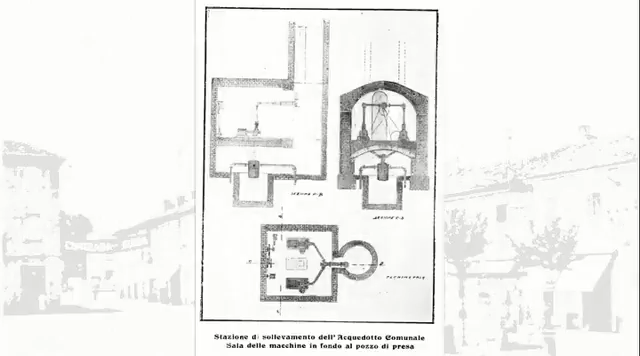 Stazione di sollevamento dell'Acquedotto Comunale
Sala delle macchine in fondo al pozzo di presa